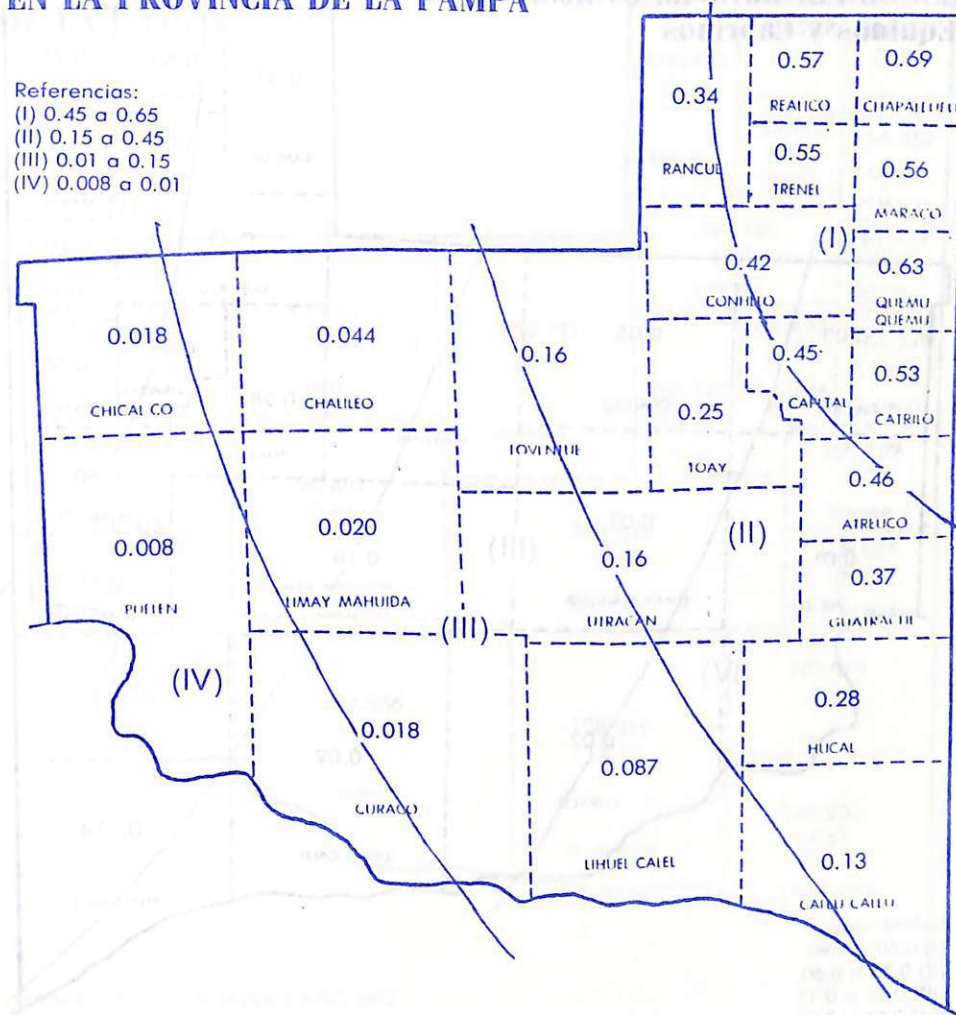 EN LA PROVINCIA DE LA PAMPA
Referencias:
(I) 0.45 a 0.65
(II) 0.15 a 0.45
(III) 0.01 a 0.15
(IV) 0.008 a 0.01
0.57
0.69
0.34
REALICO
CHAPALEUFU
0.55
0.56
RANCUL
TRENEL
MARACO
(I)
0.42
0.63
CONHELO
QUEMU
QUEMU
0.018
0.044
0.16
0.45
0.53
CHICAL CO
CHALILEO
0.25
CAPITAL
CATRILO
LOVENTUE
TOAY
0.46
0.008
0.020
0.16
(II)
ATREUCO
0.37
PUELEN
LIMAY MAHUIDA
(III)
UTRACAN
GUATRACHE
(IV)
0.28
0.018
HUCAL
0.087
CURACO
LIHUEL CALEL
0.13
CALEU CALEU